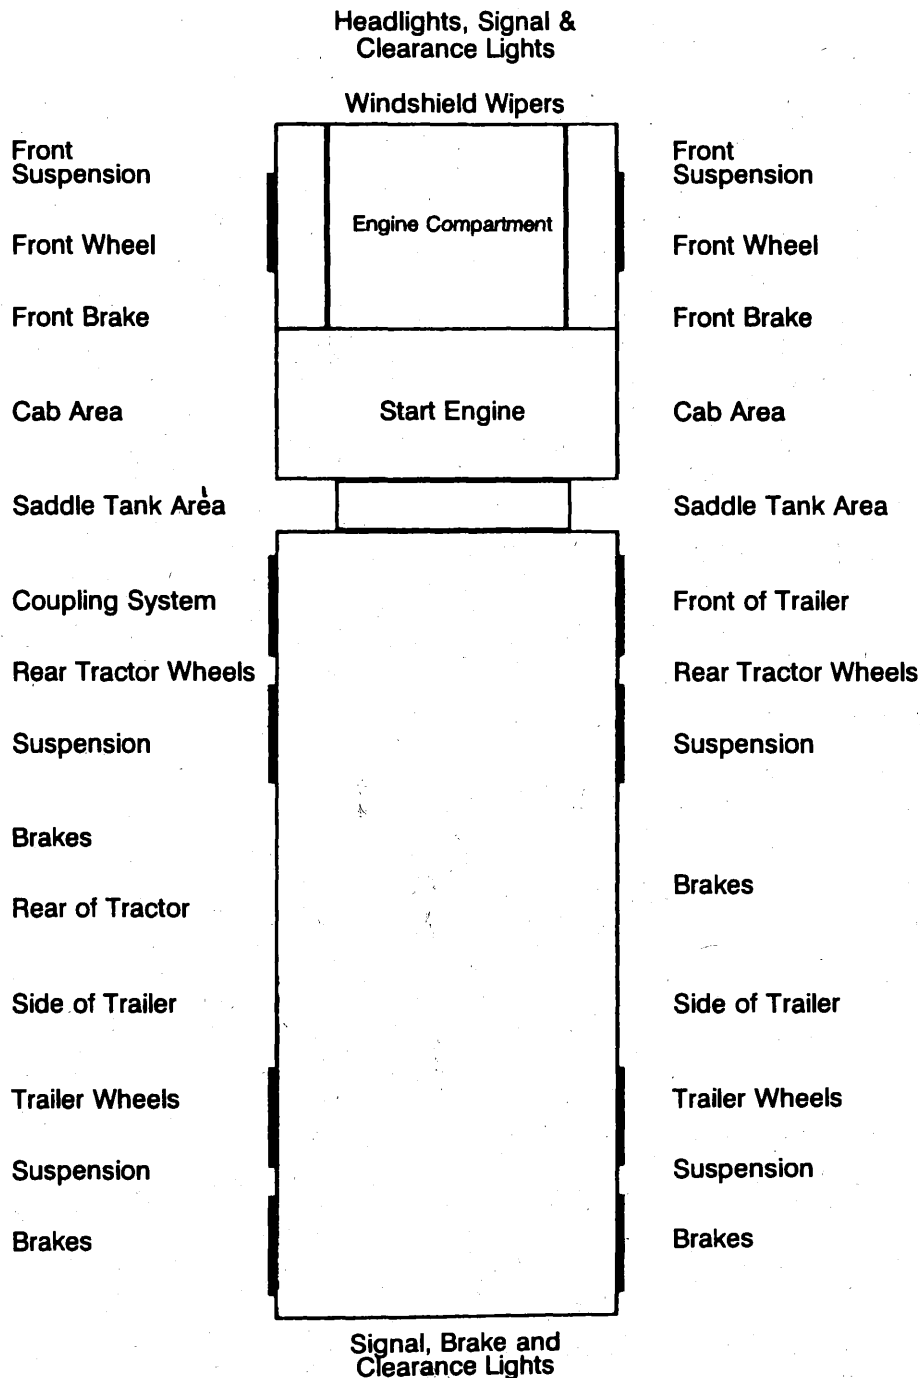 Headlights, Signal &
Clearance Lights
Windshield Wipers
Front
Suspension
Front Wheel
Front Brake
Cab Area
Saddle Tank Area
Coupling System
Rear Tractor Wheels
Suspension
Brakes
Rear of Tractor
Side of Trailer
Trailer Wheels
Suspension
Brakes
Engine Compartment
Start Engine
Front
Suspension
Front Wheel
Front Brake
Cab Area
Saddle Tank Area
Front of Trailer
Rear Tractor Wheels
Suspension
Brakes
Side of Trailer
Trailer Wheels
Suspension
Brakes
Signal, Brake and
Clearance Lights